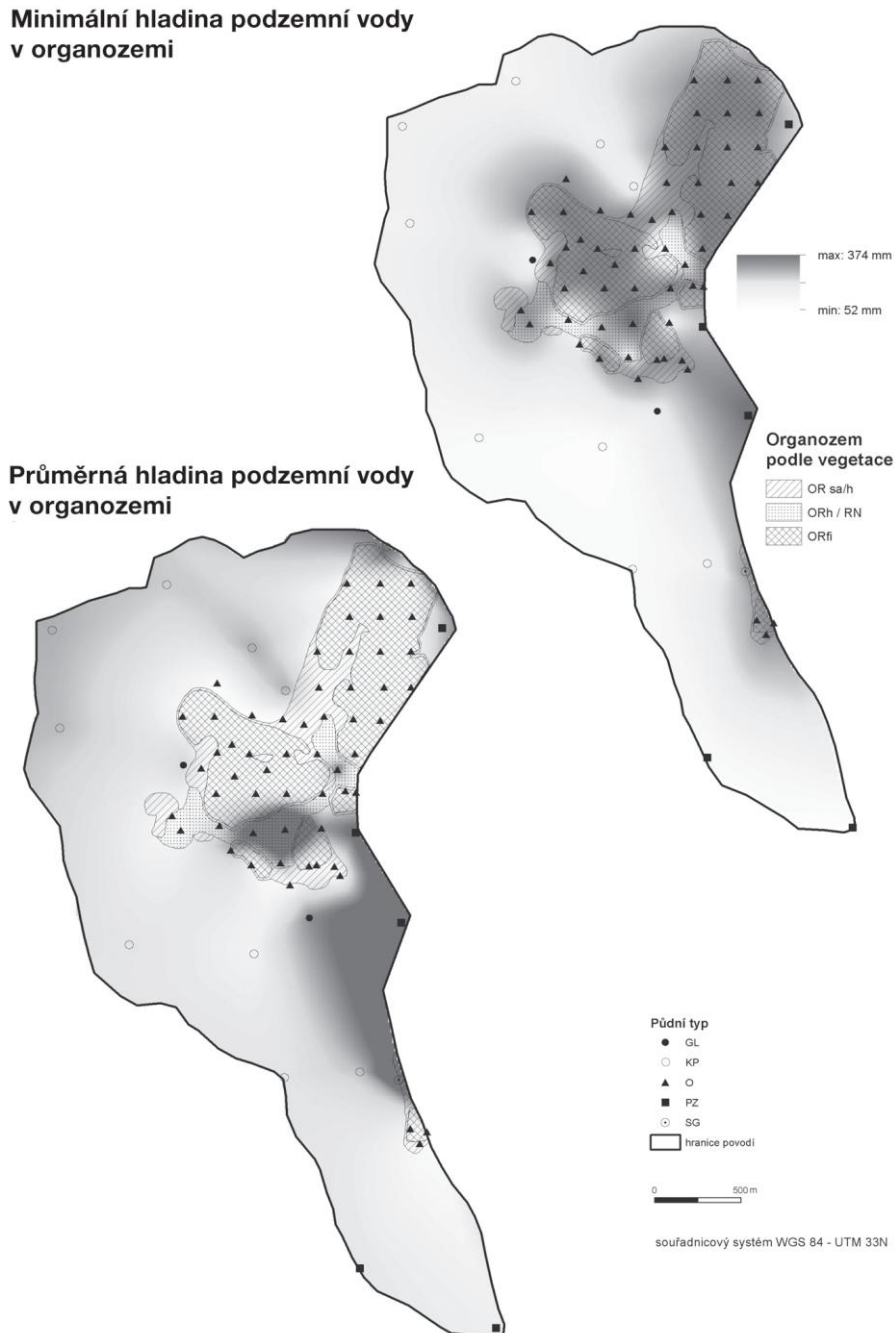 Minimální hladina podzemní vody
v organozemi
max: 374 mm
min: 52 mm
Organozem
podle vegetace
OR sa/h
ORh / RN
ORfi
Průměrná hladina podzemní vody
v organozemi
Půdní typ
GL
KP
O
PZ
SG
hranice povodí
0 500 m
souřadnicový systém WGS 84 - UTM 33N